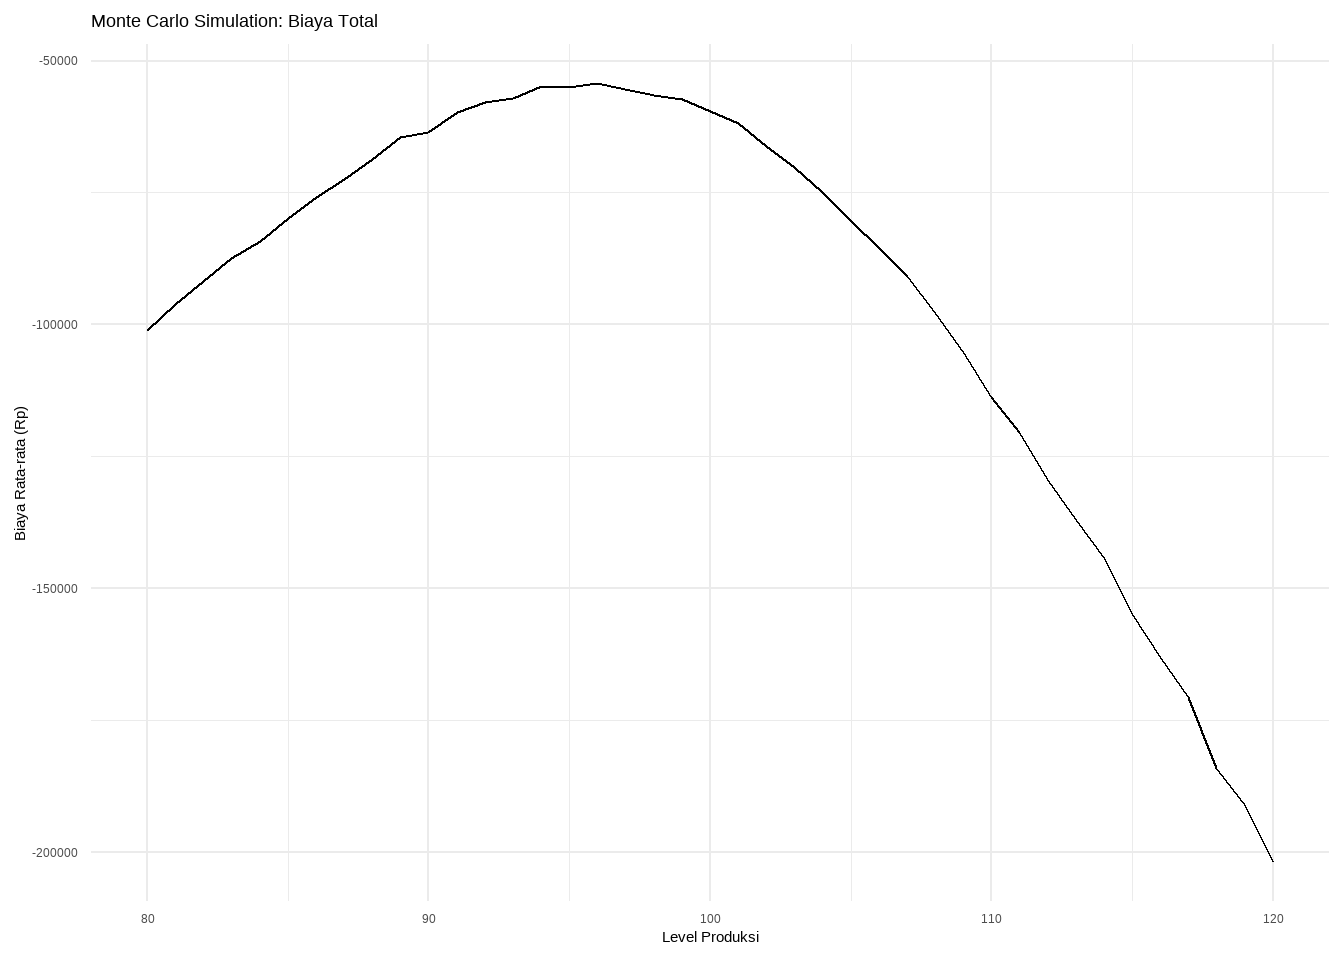 Monte Carlo Simulation: Biaya Total
-50000
-100000
-150000
-200000
Biaya Rata-rata (Rp)
80 90 100 110 120
Level Produksi